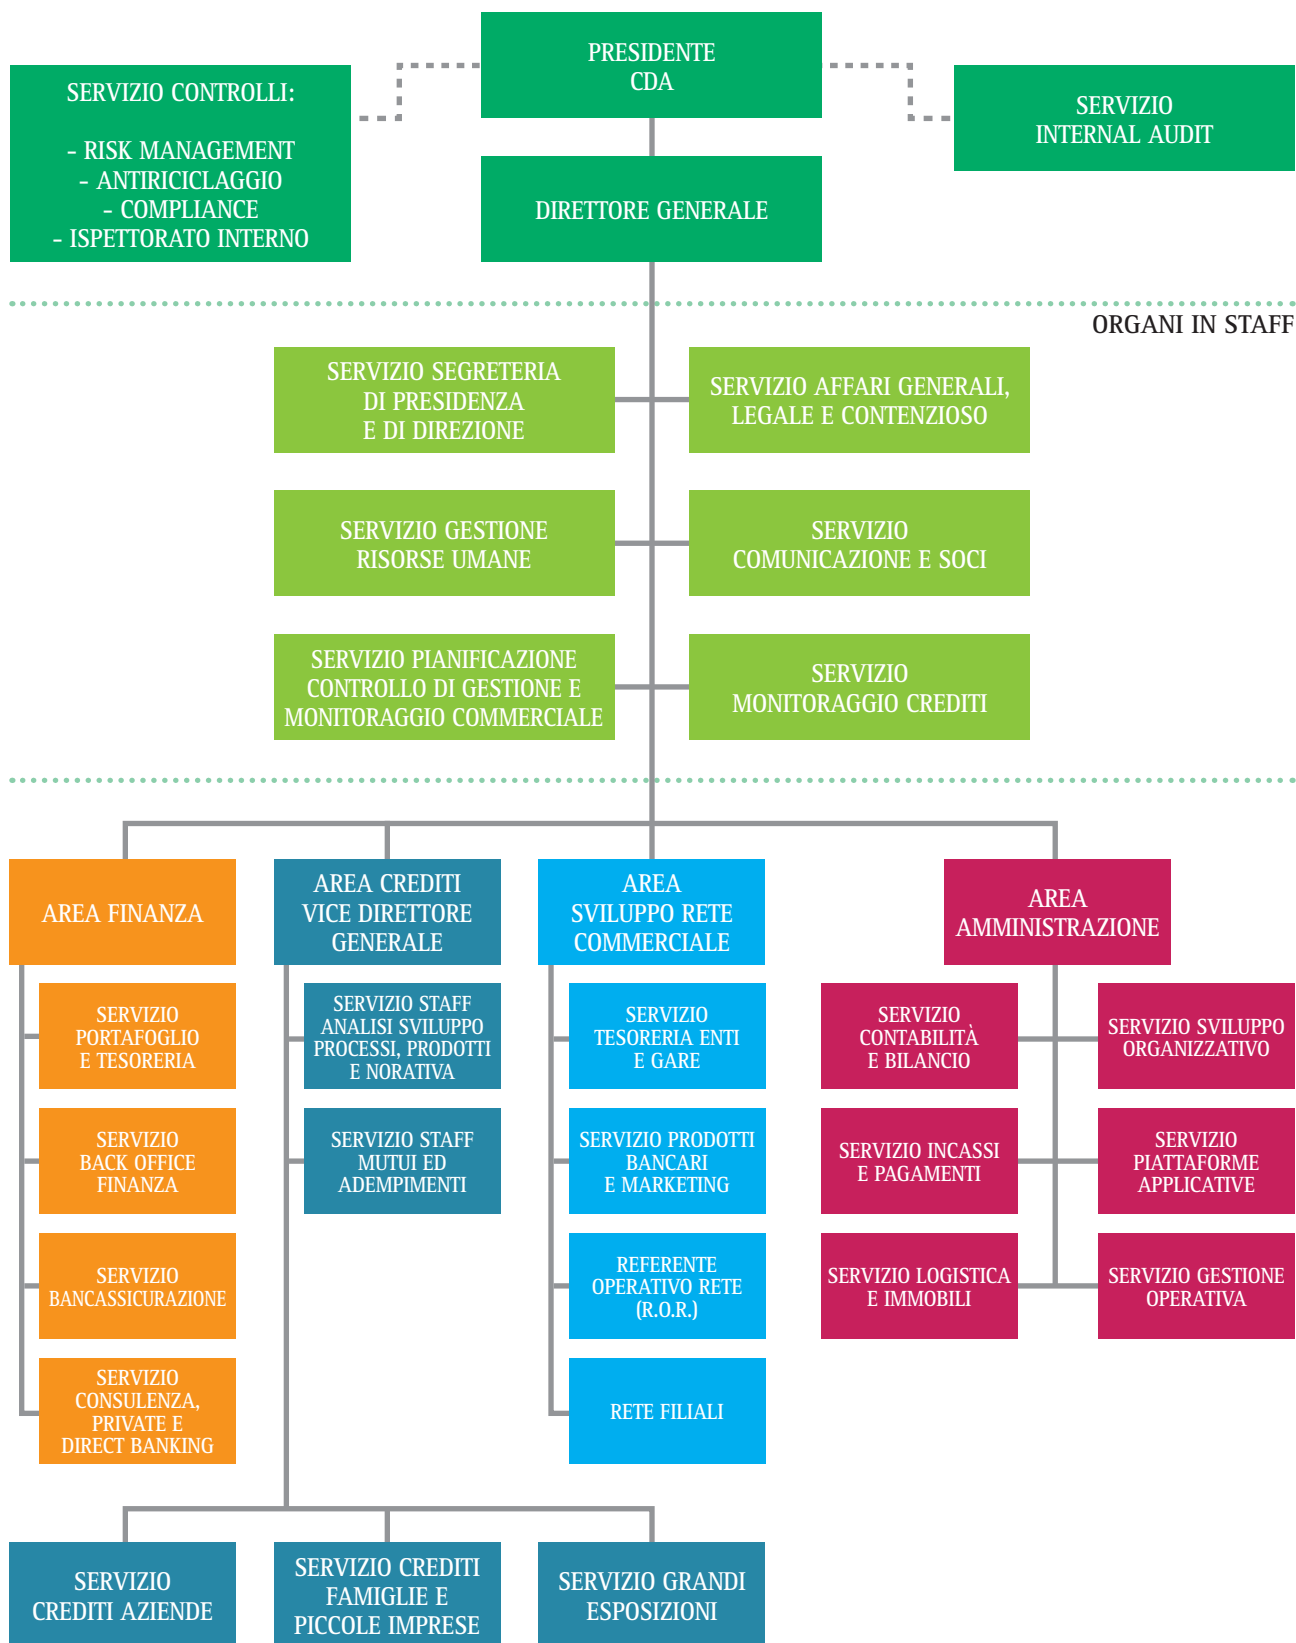 PRESIDENTE
CDA
SERVIZIO CONTROLLI:
- RISK MANAGEMENT
- ANTIRICICLAGGIO
- COMPLIANCE
- ISPETTORATO INTERNO
SERVIZIO
INTERNAL AUDIT
DIRETTORE GENERALE
ORGANI IN STAFF
SERVIZIO SEGRETERIA
DI PRESIDENZA
E DI DIREZIONE
SERVIZIO AFFARI GENERALI,
LEGALE E CONTENZIOSO
SERVIZIO GESTIONE
RISORSE UMANE
SERVIZIO
COMUNICAZIONE E SOCI
SERVIZIO PIANIFICAZIONE
CONTROLLO DI GESTIONE E
MONITORAGGIO COMMERCIALE
SERVIZIO
MONITORAGGIO CREDITI
AREA FINANZA
AREA CREDITI
VICE DIRETTORE
GENERALE
AREA
SVILUPPO RETE
COMMERCIALE
AREA
AMMINISTRAZIONE
SERVIZIO
PORTAFOGLIO
E TESORERIA
SERVIZIO STAFF
ANALISI SVILUPPO
PROCESSI, PRODOTTI
E NORATIVA
SERVIZIO
TESORERIA ENTI
E GARE
SERVIZIO
CONTABILITÀ
E BILANCIO
SERVIZIO SVILUPPO
ORGANIZZATIVO
SERVIZIO
BACK OFFICE
FINANZA
SERVIZIO STAFF
MUTUI ED
ADEMPIMENTI
SERVIZIO PRODOTTI
BANCARI
E MARKETING
SERVIZIO INCASSI
E PAGAMENTI
SERVIZIO
PIATTAFORME
APPLICATIVE
SERVIZIO
BANCASSICURAZIONE
REFERENTE
OPERATIVO RETE
(R.O.R.)
SERVIZIO LOGISTICA
E IMMOBILI
SERVIZIO GESTIONE
OPERATIVA
SERVIZIO
CONSULENZA,
PRIVATE E
DIRECT BANKING
RETE FILIALI
SERVIZIO
CREDITI AZIENDE
SERVIZIO CREDITI
FAMIGLIE E
PICCOLE IMPRESE
SERVIZIO GRANDI
ESPOSIZIONI